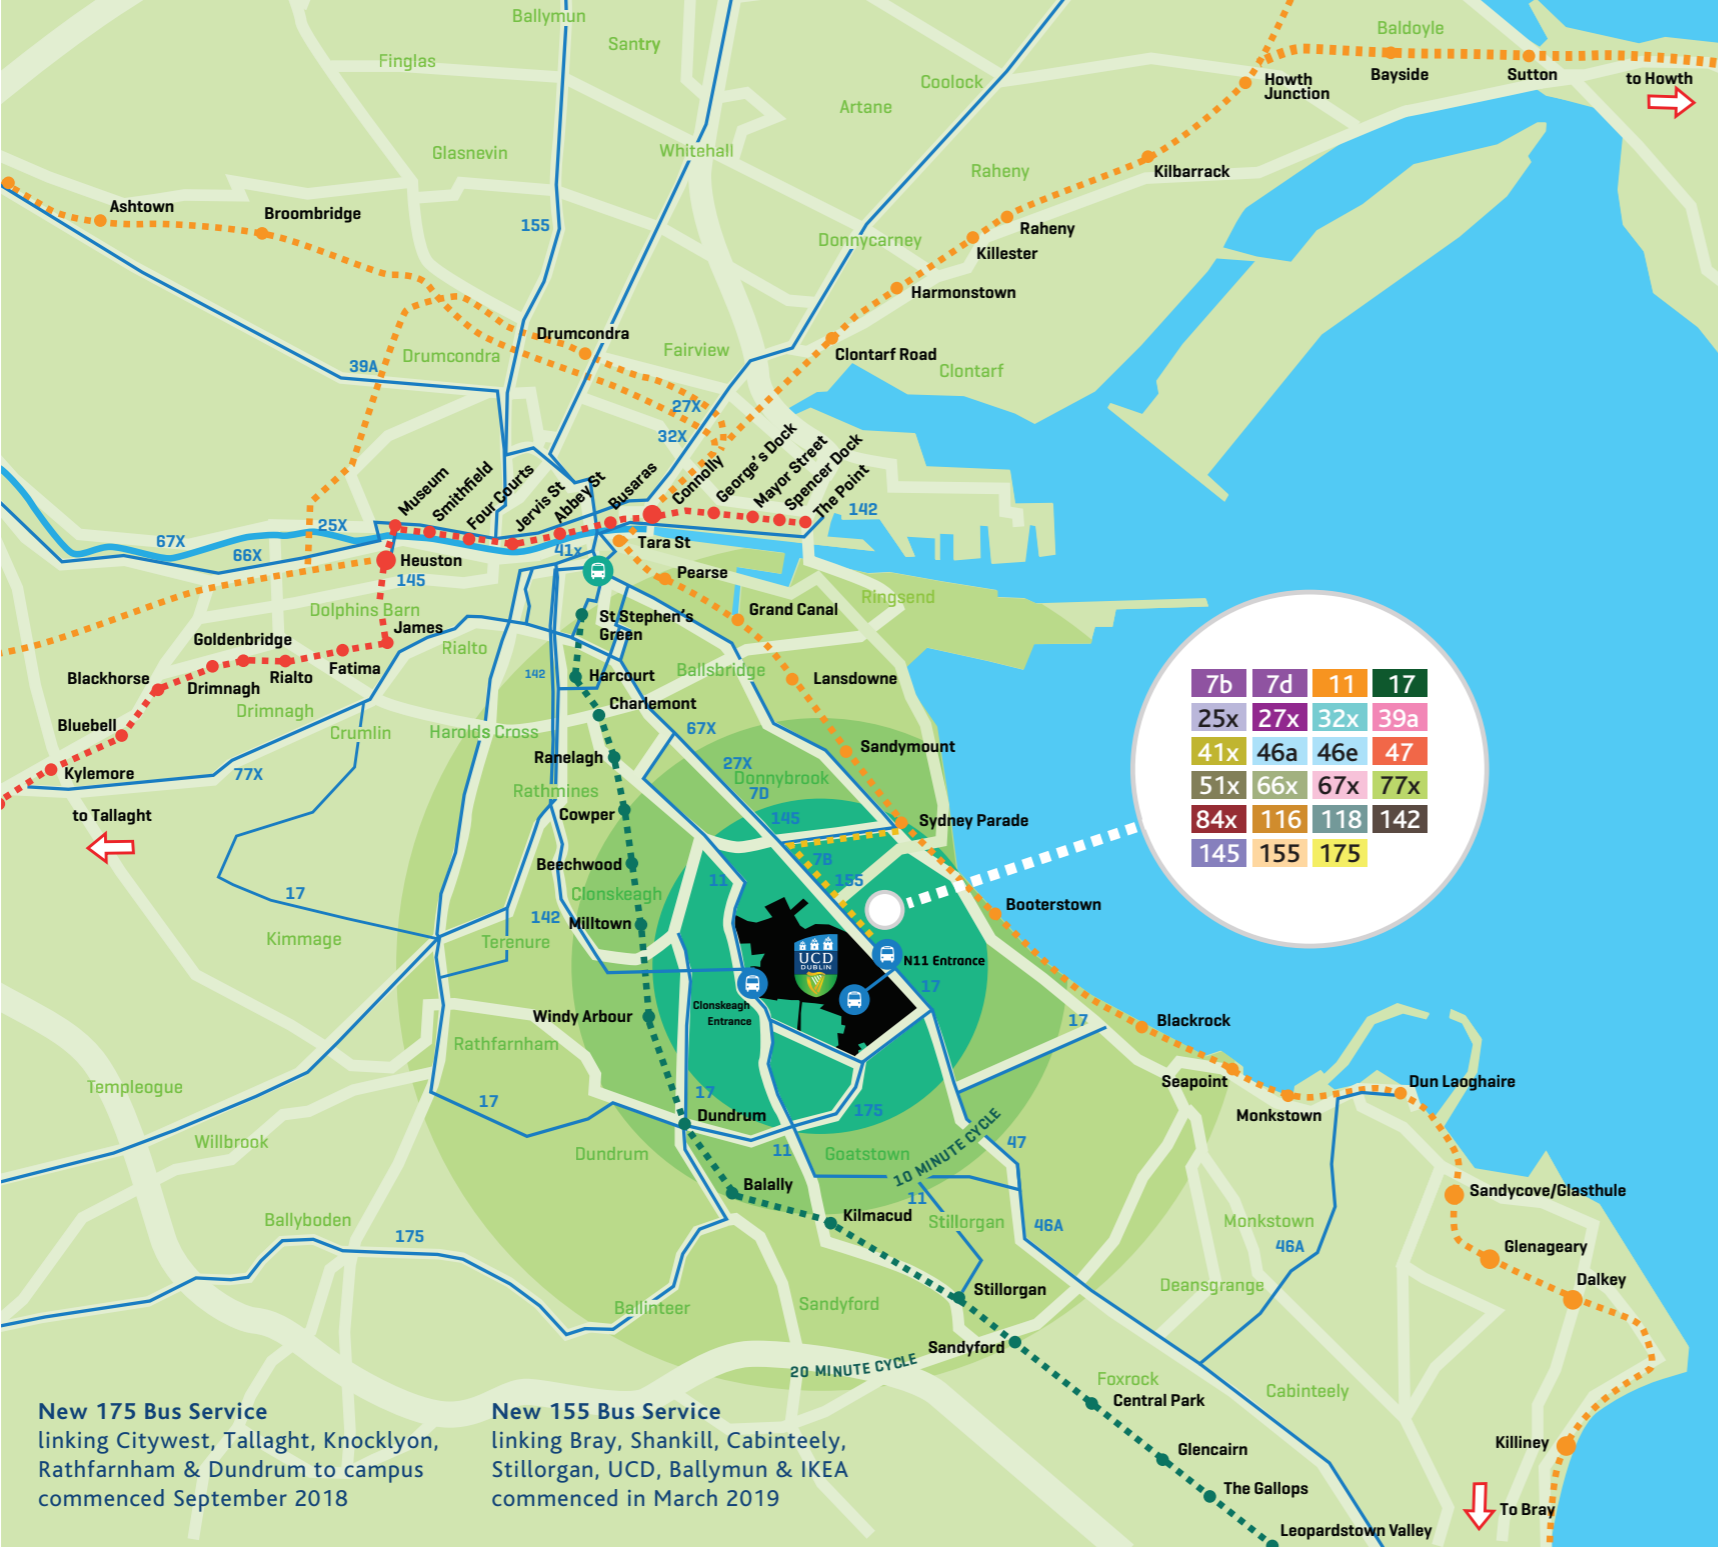 Ballymun
Santry
Finglas
Baldoyle
Bayside
Sutton
to Howth
Howth
Junction
Coolock
Artane
Whitehall
Glasnevin
Raheny
Kilbarrack
Ashtown
Broombridge
155
Donnycarney
Raheny
Killester
Harmonstown
Drumcondra
Fairview
Drumcondra
39A
Clontarf Road
Clontarf
27X
32X
Museum
Smithfield
Four Courts
Jervis St
Abbey St
Busaras
Connolly
George's Dock
Mayor Street
Spencer Dock
The Point
142
25X
67X
66X
41x
Tara St
Heuston
145
Pearse
Dolphins Barn
Ringsend
Grand Canal
St Stephen's
Green
James
Goldenbridge
Rialto
Fatima
Rialto
Drimnagh
Blackhorse
142
Harcourt
Ballsbridge
Lansdowne
Charlemont
Drimnagh
Bluebell
Crumlin
Harolds Cross
67X
Sandymount
Ranelagh
27X
Donnybrook
7D
Kylemore
77X
Rathmines
to Tallaght
Cowper
145
Sydney Parade
7b
7d
11
17
25x
27x
32x
39a
41x
46a
46e
47
51x
66x
67x
77x
84x
116
118
142
145
155
175
Beechwood
7B
155
11
Clonskeagh
17
142
Milltown
Booterstown
Kimmage
Terenure
UCD
DUBLIN
N11 Entrance
17
Clonskeagh
Entrance
Windy Arbour
17
Blackrock
Rathfarnham
Templeogue
17
17
Dundrum
175
Seapoint
Monkstown
Dun Laoghaire
10 MINUTE CYCLE
47
Willbrook
Dundrum
11
Goatstown
Balally
11
Sandycove/Glasthule
Ballyboden
175
Kilmacud
Stillorgan
46A
Monkstown
46A
Glenageary
Dalkey
Deansgrange
Stillorgan
Ballinteer
Sandyford
Sandyford
20 MINUTE CYCLE
Foxrock
Central Park
Cabinteely
Glencairn
Killiney
The Gallops
To Bray
Leopardstown Valley
New 175 Bus Service
linking Citywest, Tallaght, Knocklyon,
Rathfarnham & Dundrum to campus
commenced September 2018
New 155 Bus Service
linking Bray, Shankill, Cabinteely,
Stillorgan, UCD, Ballymun & IKEA
commenced in March 2019